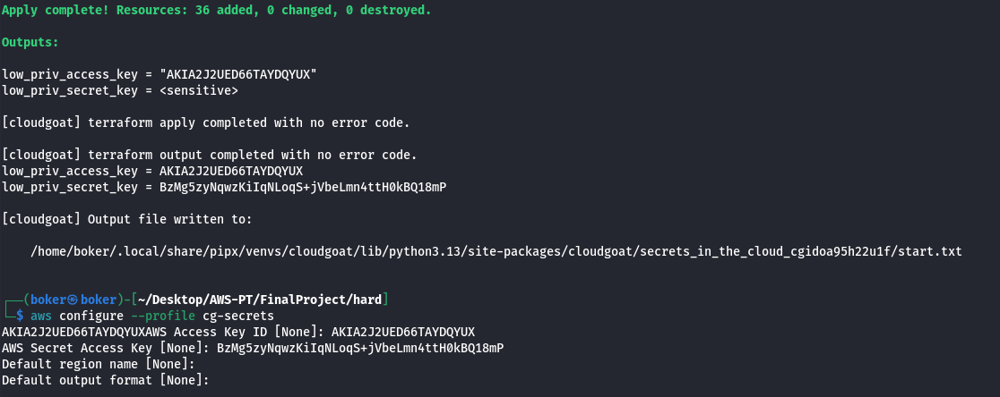 Apply complete! Resources: 36 added, 0 changed, 0 destroyed.
Outputs:
low_priv_access_key = "AKIA2J2UED66TAYDQYUX"
low_priv_secret_key = <sensitive>
[cloudgoat] terraform apply completed with no error code.
[cloudgoat] terraform output completed with no error code.
low_priv_access_key = AKIA2J2UED66TAYDQYUX
low_priv_secret_key = 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
[cloudgoat] Output file written to:
/home/boker/.local/share/pipx/venvs/cloudgoat/lib/python3.13/site-packages/cloudgoat/secrets_in_the_cloud_cgidoa95h22u1f/start.txt
┌──(boker㉿boker)-[~/Desktop/AWS-PT/FinalProject/hard]
└─$ aws configure --profile cg-secrets
AKIA2J2UED66TAYDQYUXAWS Access Key ID [None]: AKIA2J2UED66TAYDQYUX
AWS Secret Access Key [None]: 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
Default region name [None]:
Default output format [None]: